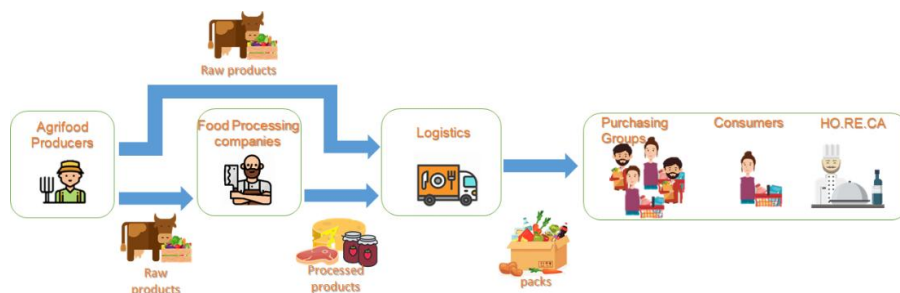 Raw products
Agrifood
Producers
Food Processing
companies
Logistics
Purchasing
Groups
Consumers
HO.RE.CA
Raw
products
Processed
products
packs